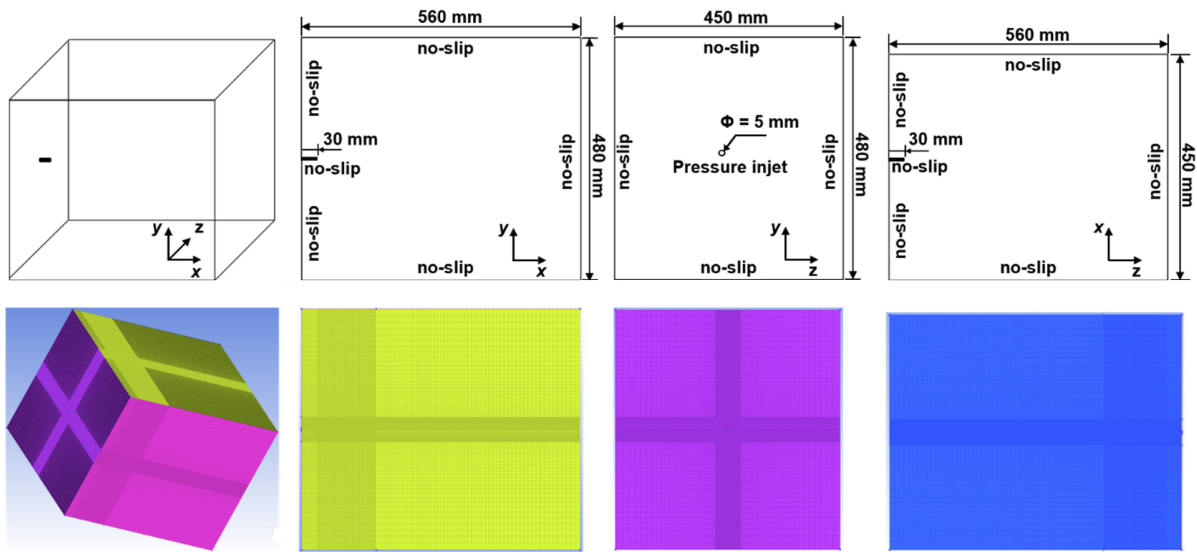 y
z
x
560 mm
no-slip
no-slip
30 mm
no-slip
no-slip
480 mm
no-slip
y
x
no-slip
450 mm
no-slip
no-slip
Φ = 5 mm
Pressure injet
no-slip
480 mm
y
z
no-slip
560 mm
no-slip
no-slip
30 mm
no-slip
no-slip
450 mm
no-slip
x
z
no-slip